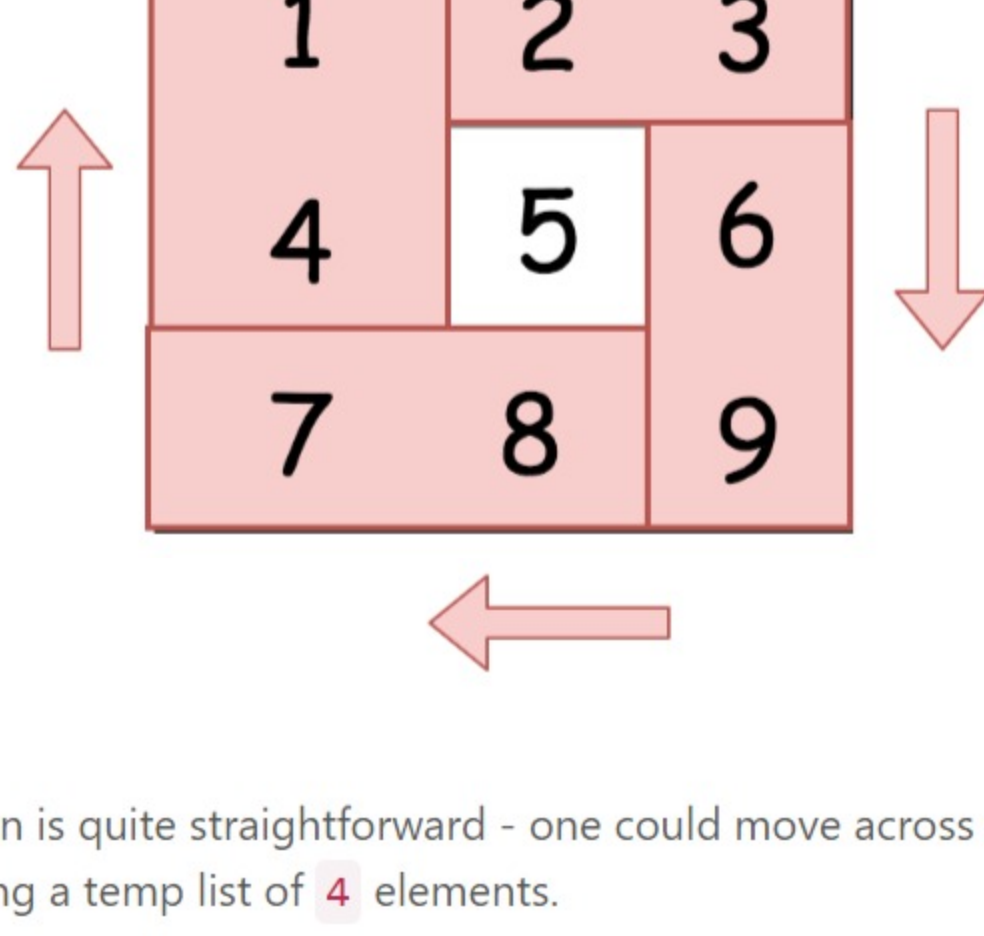 1 2 3
4 5 6
7 8 9
n is quite straightforward - one could move across
ng a temp list of 4 elements.